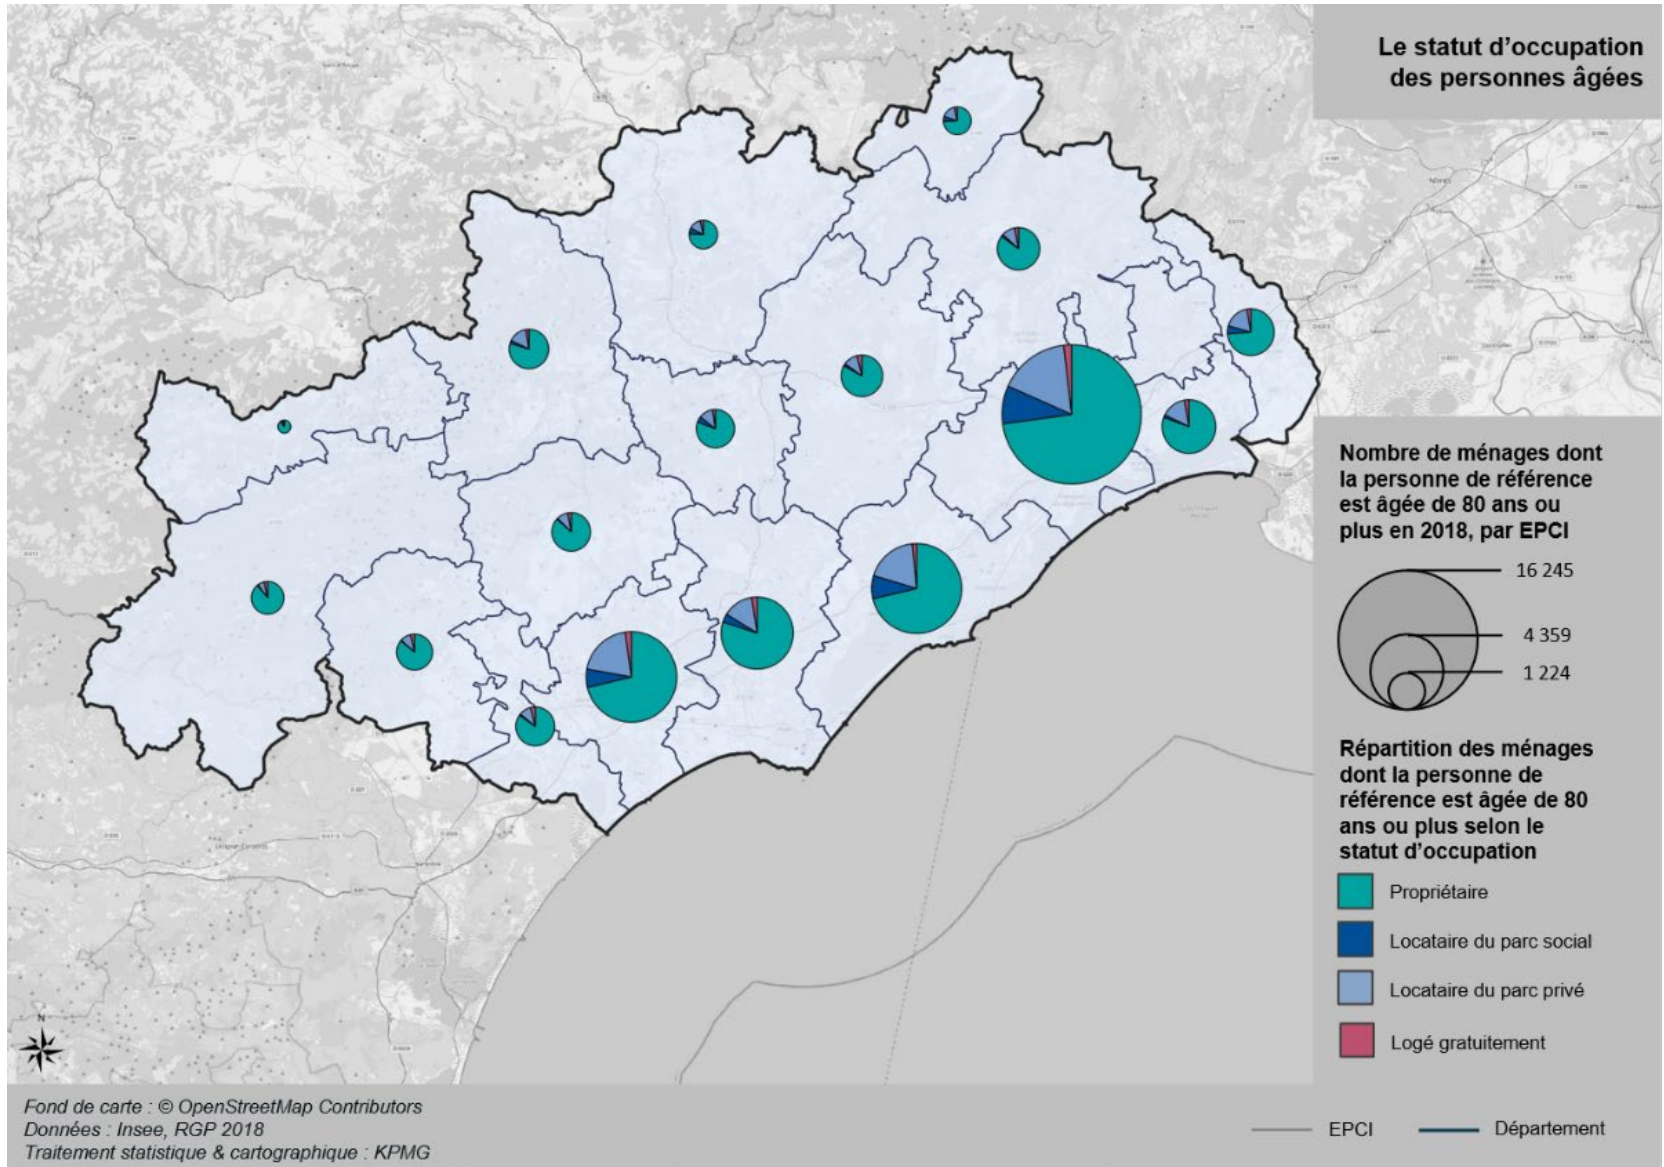 Le statut d’occupation
des personnes âgées
Nîmes
Nombre de ménages dont
la personne de référence
est âgée de 80 ans ou
plus en 2018, par EPCI
16 245
4 359
1 224
Répartition des ménages
dont la personne de
référence est âgée de 80
ans ou plus selon le
statut d’occupation
Propriétaire
Locataire du parc social
Locataire du parc privé
Logé gratuitement
N
Fond de carte : © OpenStreetMap Contributors
Données : Insee, RGP 2018
Traitement statistique & cartographique : KPMG
EPCI
Département